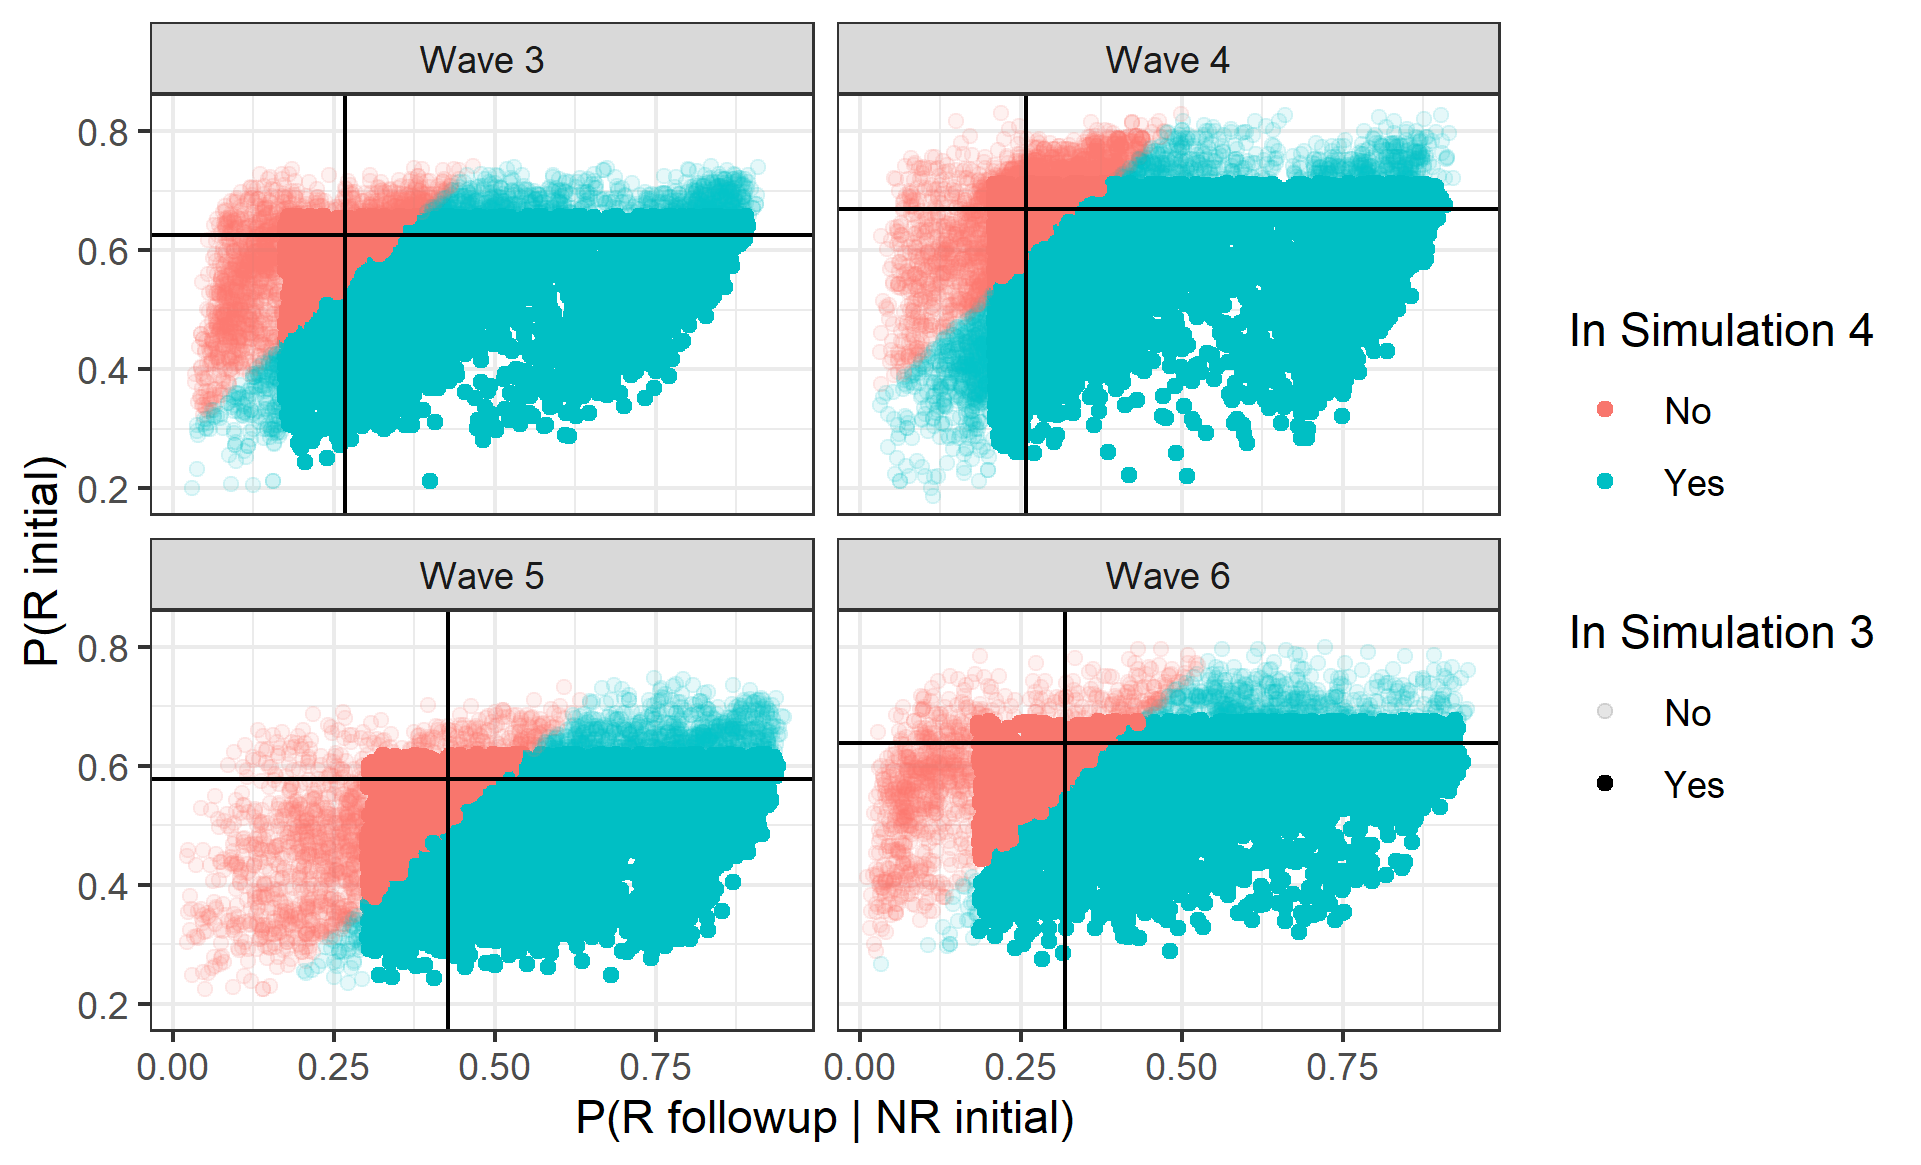 Wave 3
Wave 4
0.8
0.6
0.4
0.2
Wave 5
Wave 6
0.8
0.6
0.4
0.2
0.00
0.25
0.50
0.75
0.00
0.25
0.50
0.75
P(R followup | NR initial)
P(R initial)
In Simulation 4
No
Yes
In Simulation 3
No
Yes